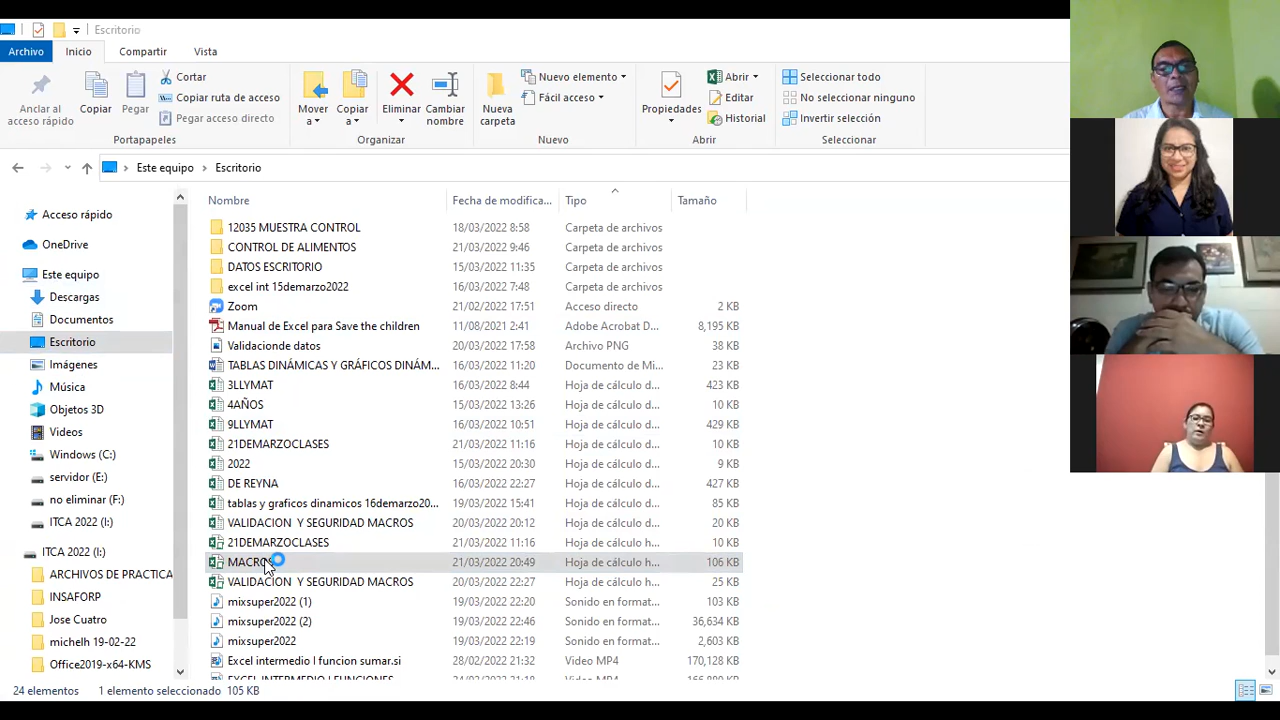 Escritorio
Archivo Inicio Compartir Vista
Anclar al acceso rápido
Copiar
Pegar
Cortar
Copiar ruta de acceso
Pegar acceso directo
Portapapeles
Mover a
Copiar a
Eliminar
Cambiar nombre
Organizar
Nueva carpeta
Nuevo elemento
Fácil acceso
Nuevo
Propiedades
Abrir
Editar
Historial
Abrir
Seleccionar todo
No seleccionar ninguno
Invertir selección
Seleccionar
Este equipo Escritorio
Acceso rápido
OneDrive
Este equipo
Descargas
Documentos
Escritorio
Imágenes
Música
Objetos 3D
Videos
Windows (C:)
servidor (E:)
no eliminar (F:)
ITCA 2022 (I:)
ITCA 2022 (I:)
ARCHIVOS DE PRACTICA
INSAFORP
Jose Cuatro
michelh 19-02-22
Office2019-x64-KMS
Nombre Fecha de modifica... Tipo Tamaño
12035 MUESTRA CONTROL 18/03/2022 8:58 Carpeta de archivos
CONTROL DE ALIMENTOS 21/03/2022 9:46 Carpeta de archivos
DATOS ESCRITORIO 15/03/2022 11:35 Carpeta de archivos
excel int 15demarzo2022 16/03/2022 7:48 Carpeta de archivos
Zoom 21/02/2022 17:51 Acceso directo 2 KB
Manual de Excel para Save the children 11/08/2021 2:41 Adobe Acrobat D... 8,195 KB
Validacionde datos 20/03/2022 17:58 Archivo PNG 38 KB
TABLAS DINÁMICAS Y GRÁFICOS DINÁM... 16/03/2022 11:20 Documento de Mi... 23 KB
3LLYMAT 16/03/2022 8:44 Hoja de cálculo d... 423 KB
4AÑOS 15/03/2022 13:26 Hoja de cálculo d... 10 KB
9LLYMAT 16/03/2022 10:51 Hoja de cálculo d... 429 KB
21DEMARZOCLASES 21/03/2022 11:16 Hoja de cálculo d... 10 KB
2022 15/03/2022 20:30 Hoja de cálculo d... 9 KB
DE REYNA 16/03/2022 22:27 Hoja de cálculo d... 427 KB
tablas y graficos dinamicos 16demarzo20... 19/03/2022 15:41 Hoja de cálculo d... 85 KB
VALIDACION Y SEGURIDAD MACROS 20/03/2022 20:12 Hoja de cálculo d... 20 KB
21DEMARZOCLASES 21/03/2022 11:16 Hoja de cálculo h... 10 KB
MACROS 21/03/2022 20:49 Hoja de cálculo h... 106 KB
VALIDACION Y SEGURIDAD MACROS 20/03/2022 22:27 Hoja de cálculo h... 25 KB
mixsuper2022 (1) 19/03/2022 22:20 Sonido en format... 103 KB
mixsuper2022 (2) 19/03/2022 22:46 Sonido en format... 36,634 KB
mixsuper2022 19/03/2022 22:19 Sonido en format... 2,603 KB
Excel intermedio I funcion sumar.si 28/02/2022 21:32 Video MP4 170,128 KB
24 elementos 1 elemento seleccionado 105 KB